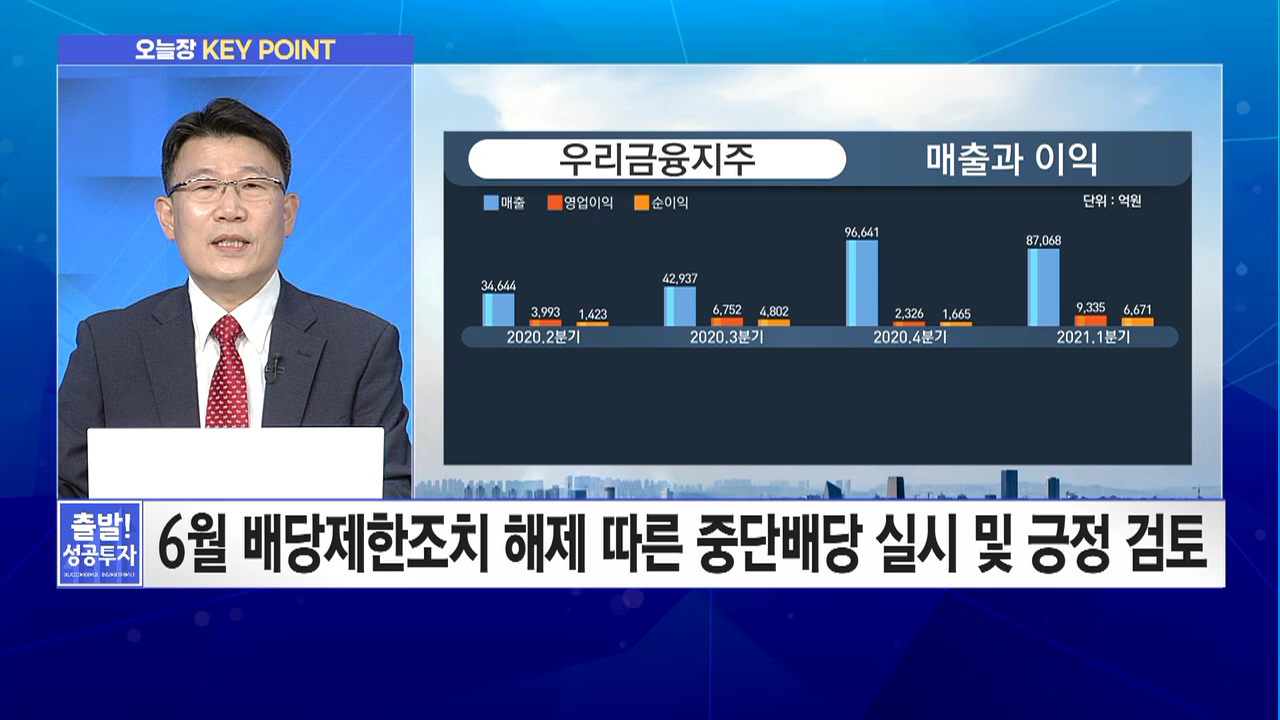 오늘장 KEY POINT
우리금융지주
매출과 이익
매출 영업이익 순이익
단위 : 억원
34,644 3,993 1,423
42,937 6,752 4,802
96,641 2,326 1,665
87,068 9,335 6,671
2020.2분기 2020.3분기 2020.4분기 2021.1분기
출발!
성공투자
6월 배당제한조치 해제 따른 중단배당 실시 및 긍정 검토